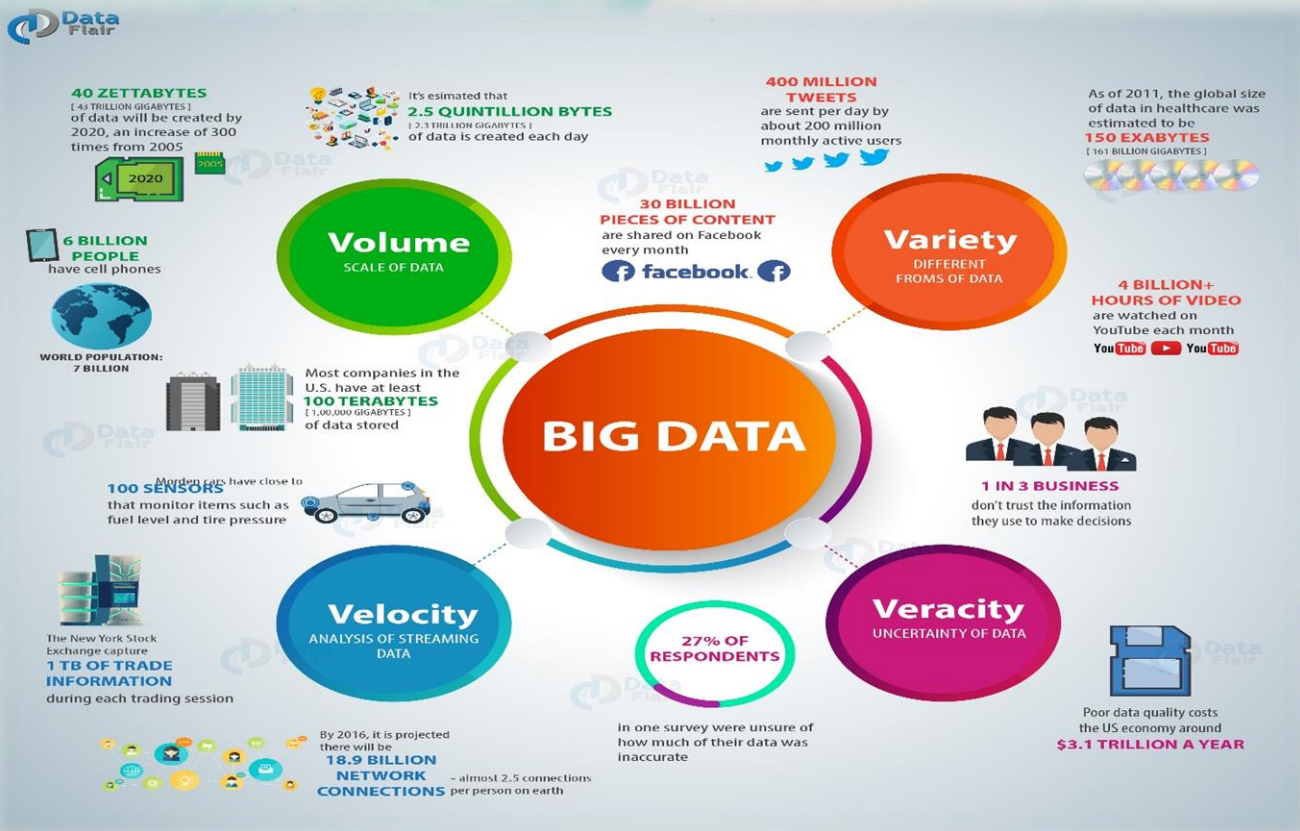 Data
Flair
40 ZETTABYTES
[ 43 TRILLION GIGABYTES ]
of data will be created by
2020, an increase of 300
times from 2005
2020
2005
It's esimated that
2.5 QUINTILLION BYTES
[ 2.3 TRILLION GIGABYTES ]
of data is created each day
400 MILLION
TWEETS
are sent per day by
about 200 million
monthly active users
As of 2011, the global size
of data in healthcare was
estimated to be
150 EXABYTES
[ 161 BILLION GIGABYTES ]
Data
Flair
Data
Flair
30 BILLION
PIECES OF CONTENT
are shared on Facebook
every month
f facebook. f
Volume
SCALE OF DATA
Variety
DIFFERENT
FROMS OF DATA
6 BILLION
PEOPLE
have cell phones
WORLD POPULATION:
7 BILLION
4 BILLION+
HOURS OF VIDEO
are watched on
YouTube each month
YouTube YouTube
Data
Flair
Most companies in the
U.S. have at least
100 TERABYTES
[ 1,00,000 GIGABYTES ]
of data stored
BIG DATA
Data
Flair
Data
Flair
Morden cars have close to
100 SENSORS
that monitor items such as
fuel level and tire pressure
1 IN 3 BUSINESS
don't trust the information
they use to make decisions
The New York Stock
Exchange capture
1 TB OF TRADE
INFORMATION
during each trading session
Velocity
ANALYSIS OF STREAMING
DATA
27% OF
RESPONDENTS
in one survey were unsure of
how much of their data was
inaccurate
Veracity
UNCERTAINTY OF DATA
Data
Flair
Poor data quality costs
the US economy around
$3.1 TRILLION A YEAR
By 2016, it is projected
there will be
18.9 BILLION
NETWORK
CONNECTIONS
– almost 2.5 connections
per person on earth